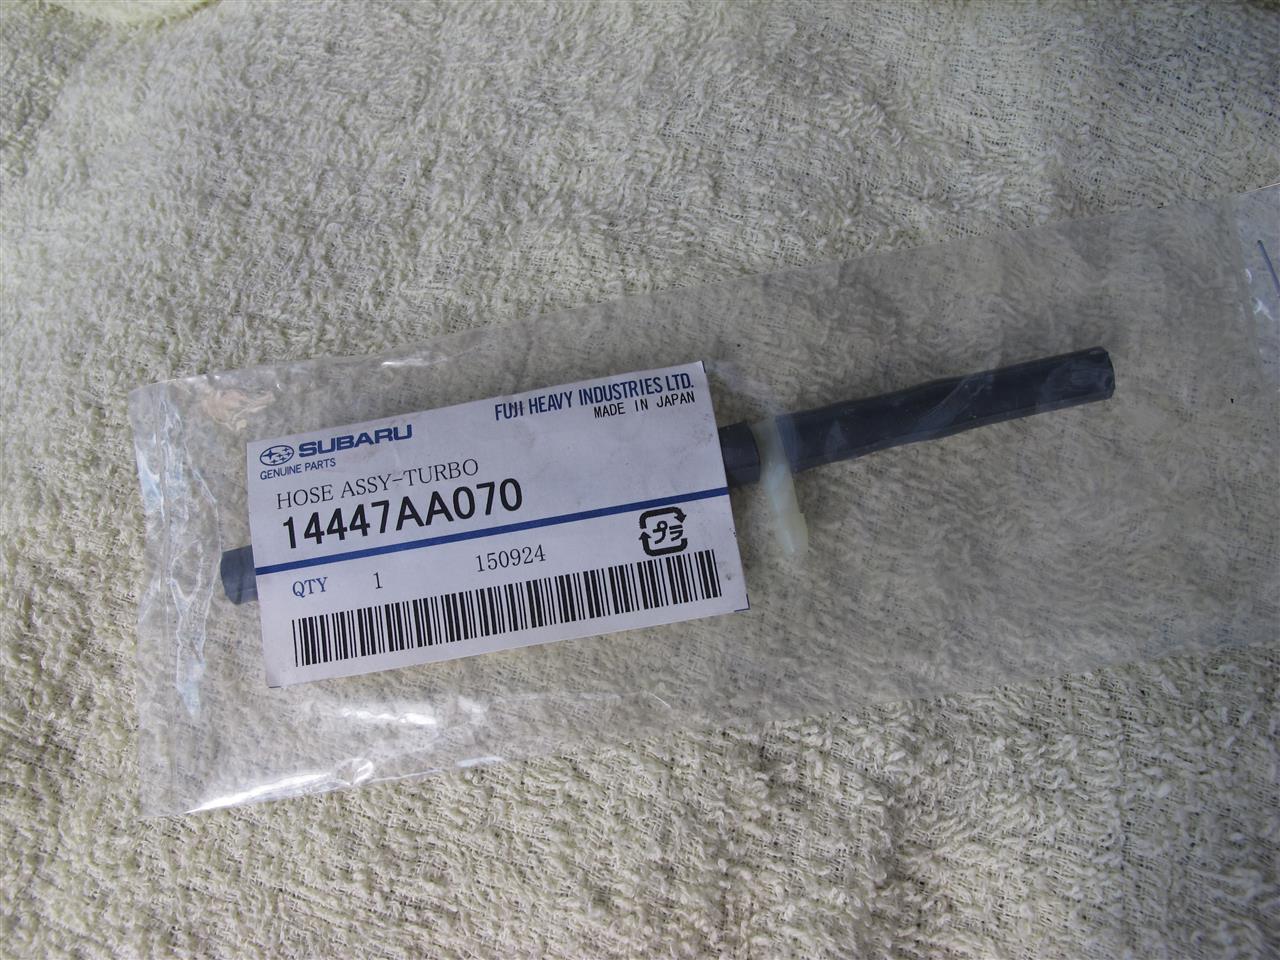 FUJI HEAVY INDUSTRIES LTD.
MADE IN JAPAN
SUBARU
GENUINE PARTS
HOSE ASSY-TURBO
14447AA070
QTY 1 150924
プラ